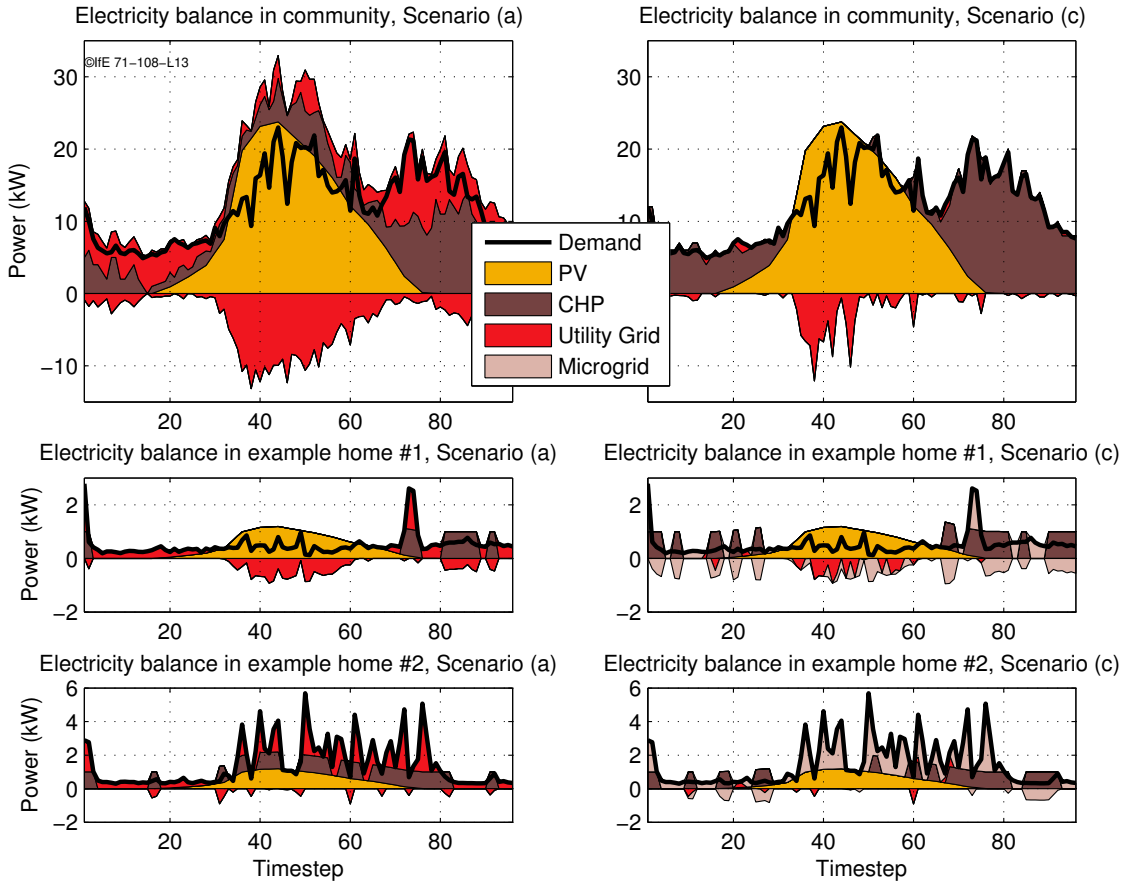 Electricity balance in community, Scenario (a)
©IfE 71−108−L13
Power (kW)
30
20
10
0
−10
20
40
60
80
Electricity balance in community, Scenario (c)
30
20
10
0
−10
20
40
60
80
Demand
PV
CHP
Utility Grid
Microgrid
Electricity balance in example home #1, Scenario (a)
Power (kW)
2
0
−2
20
40
60
80
Electricity balance in example home #1, Scenario (c)
2
0
−2
20
40
60
80
Electricity balance in example home #2, Scenario (a)
Power (kW)
6
4
2
0
−2
20
40
60
80
Timestep
Electricity balance in example home #2, Scenario (c)
6
4
2
0
−2
20
40
60
80
Timestep